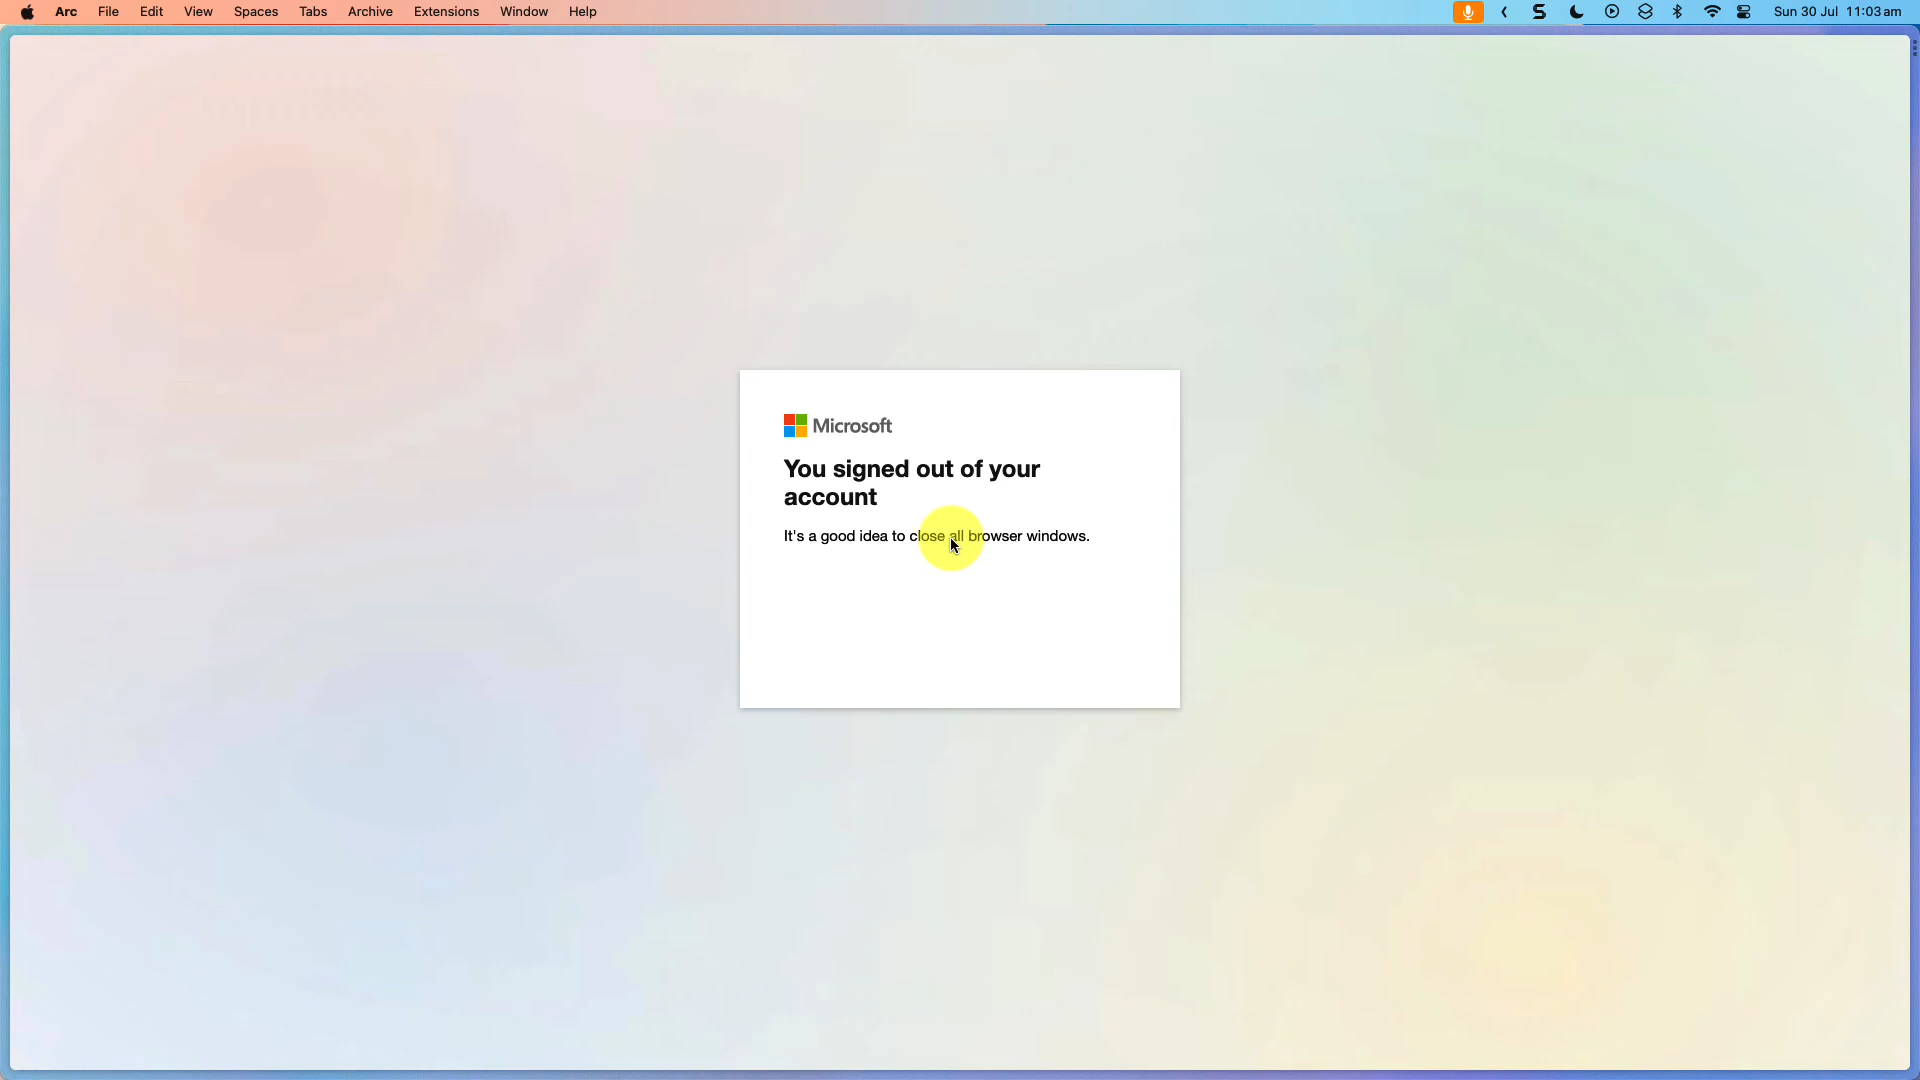 Arc File Edit View Spaces Tabs Archive Extensions Window Help Sun 30 Jul 11:03 am
Microsoft
You signed out of your
account
It's a good idea to close all browser windows.